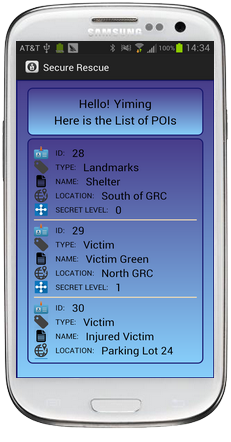 SAMSUNG
AT&T 100% 14:34
Secure Rescue
Hello! Yiming
Here is the List of POIs
ID: 28
TYPE: Landmarks
NAME: Shelter
LOCATION: South of GRC
SECRET LEVEL: 0
ID: 29
TYPE: Victim
NAME: Victim Green
LOCATION: North GRC
SECRET LEVEL: 1
ID: 30
TYPE: Victim
NAME: Injured Victim
LOCATION: Parking Lot 24